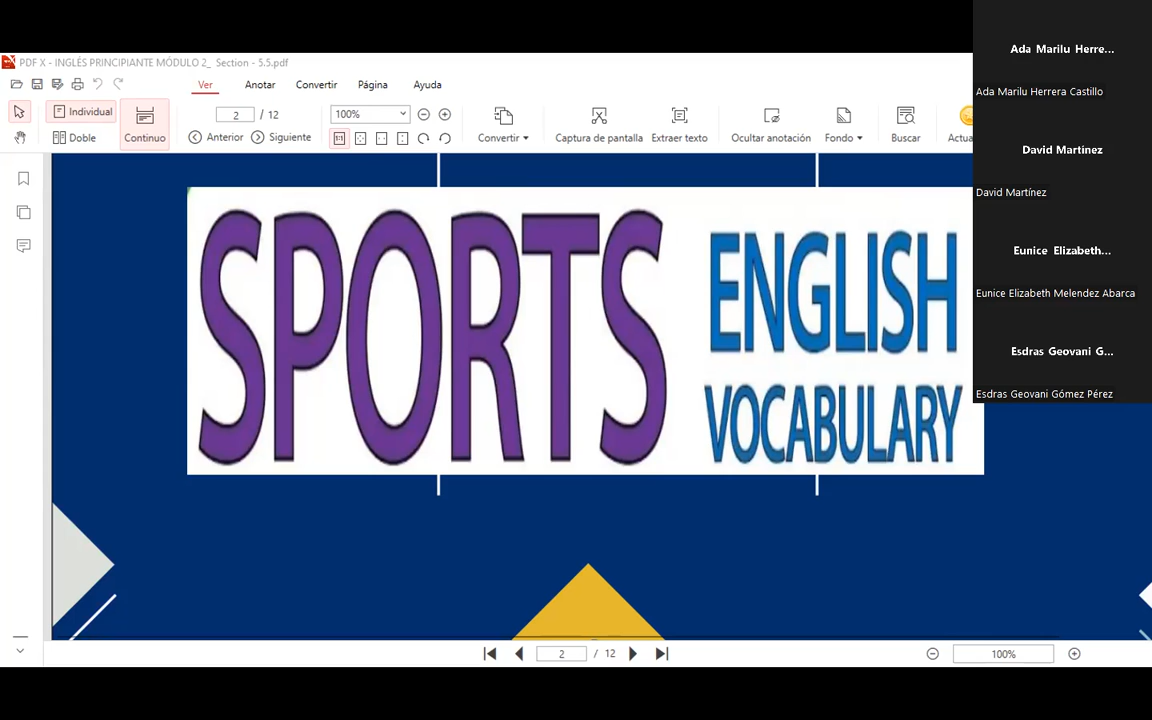 PDF X - INGLÉS PRINCIPIANTE MÓDULO 2_ Section - 5.5.pdf
Ver Anotar Convertir Página Ayuda
Individual
Doble
Continuo
2 / 12
Anterior Siguiente
100%
Convertir
Captura de pantalla
Extraer texto
Ocultar anotación
Fondo
Buscar
Actua
SPORTS
ENGLISH
VOCABULARY
Ada Marilu Herre...
Ada Marilu Herrera Castillo
David Martínez
David Martínez
Eunice Elizabeth...
Eunice Elizabeth Melendez Abarca
Esdras Geovani G...
Esdras Geovani Gómez Pérez
2 / 12
100%